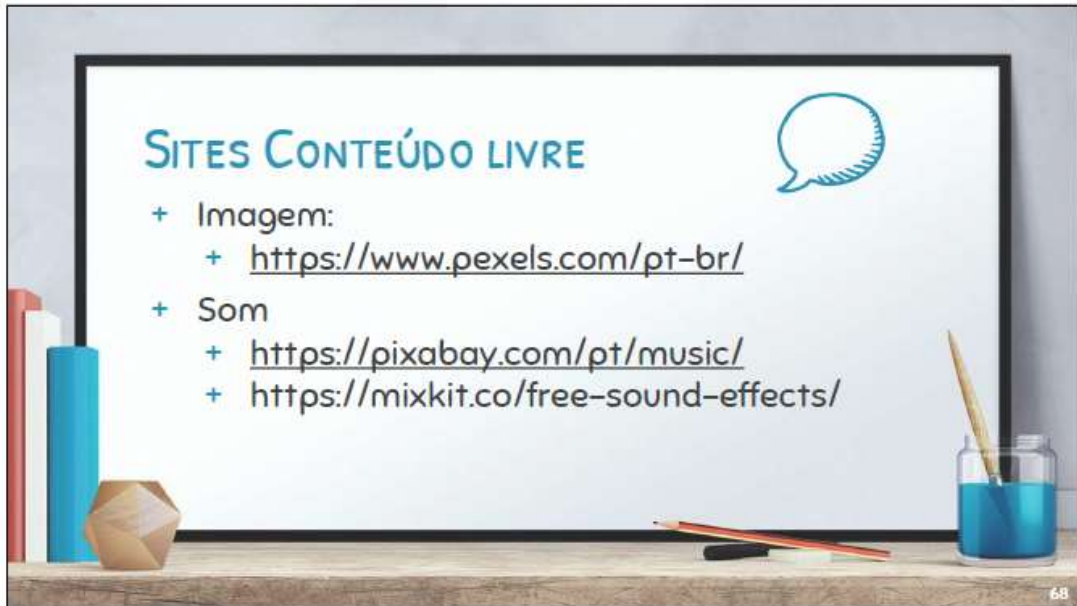 SITES CONTEÚDO LIVRE
+ Imagem:
+ https://www.pexels.com/pt-br/
+ Som
+ https://pixabay.com/pt/music/
+ https://mixkit.co/free-sound-effects/
68